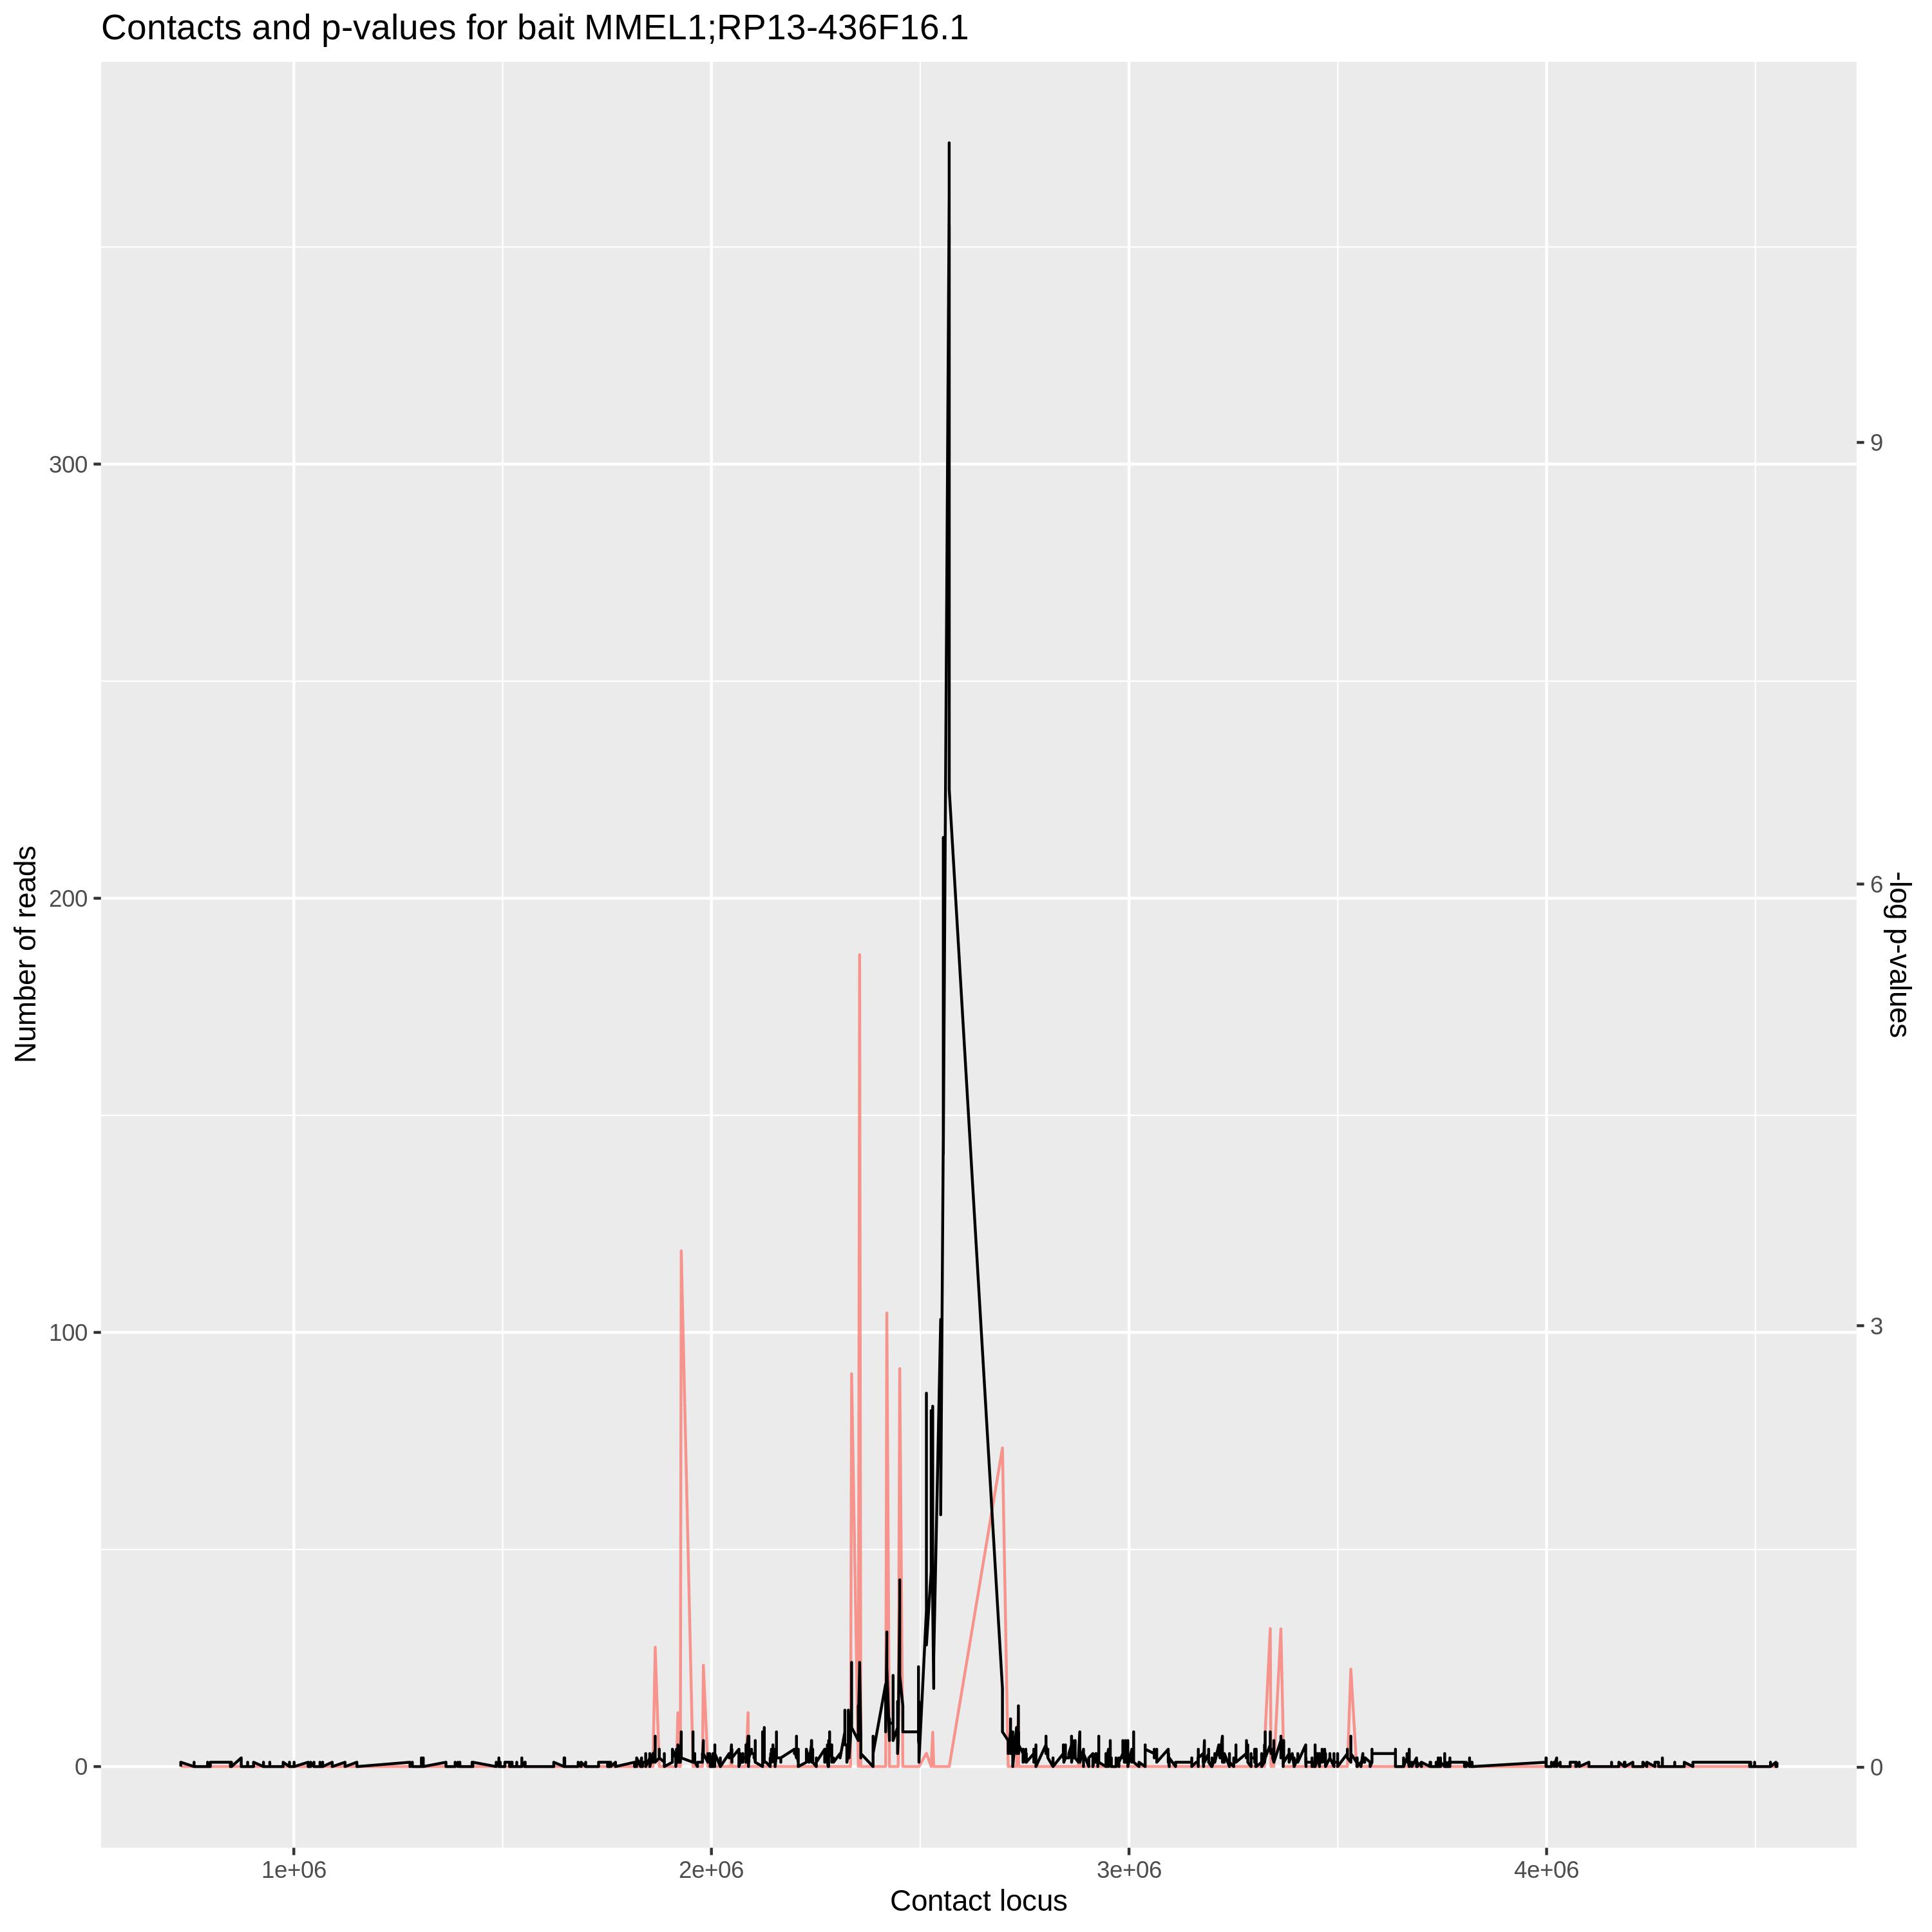 Contacts and p-values for bait MMEL1;RP13-436F16.1
Number of reads
300
200
100
0
9
6
3
0
-log p-values
1e+06 2e+06 3e+06 4e+06
Contact locus